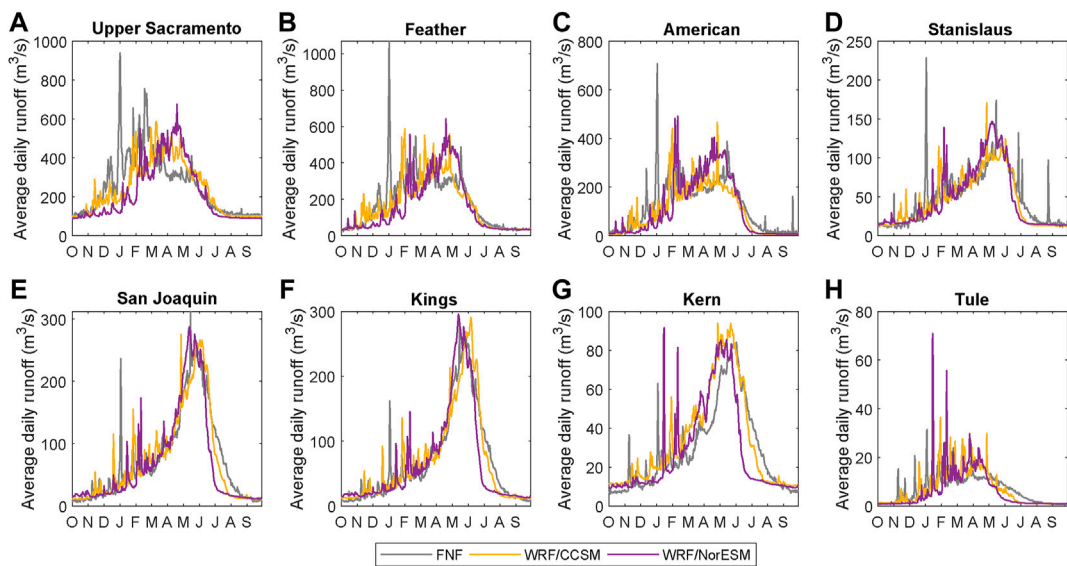 A Upper Sacramento
Average daily runoff (m³/s)
1000
800
600
400
200
0
O N D J F M A M J J A S
B Feather
Average daily runoff (m³/s)
1000
800
600
400
200
0
O N D J F M A M J J A S
C American
Average daily runoff (m³/s)
800
600
400
200
0
O N D J F M A M J J A S
D Stanislaus
Average daily runoff (m³/s)
250
200
150
100
50
0
O N D J F M A M J J A S
E San Joaquin
Average daily runoff (m³/s)
300
200
100
0
O N D J F M A M J J A S
F Kings
Average daily runoff (m³/s)
300
200
100
0
O N D J F M A M J J A S
G Kern
Average daily runoff (m³/s)
100
80
60
40
20
0
O N D J F M A M J J A S
H Tule
Average daily runoff (m³/s)
80
60
40
20
0
O N D J F M A M J J A S
FNF WRF/CCSM WRF/NorESM